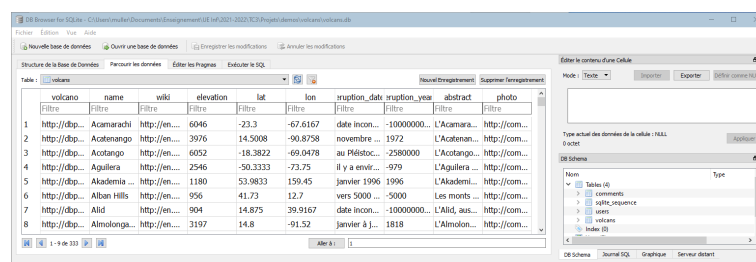 DB Browser for SQLite - C:\Users\muller\Documents\Enseignement\UE Inf\2021-2022\TC3\Projets\demos\volcans\volcans.db
Fichier Édition Vue Aide
Nouvelle base de données Ouvrir une base de données Enregistrer les modifications Annuler les modifications
Structure de la Base de Données Parcourir les données Éditer les Pragmas Exécuter le SQL
Table : volcans Nouvel Enregistrement Supprimer l'enregistrement
volcano name wiki elevation lat lon eruption_date eruption_year abstract photo
Filtre Filtre Filtre Filtre Filtre Filtre Filtre Filtre Filtre Filtre
1 http://dbp... Acamarachi http://en.... 6046 -23.3 -67.6167 date incon... -10000000... L'Acamara... http://com...
2 http://dbp... Acatenango http://en.... 3976 14.5008 -90.8758 novembre ... 1972 L'Acatenan... http://com...
3 http://dbp... Acotango http://en.... 6052 -18.3822 -69.0478 au Pléistoc... -2580000 L'Acotango... http://com...
4 http://dbp... Aguilera http://en.... 2546 -50.3333 -73.75 il y a envir... -979 L'Aguilera ... http://com...
5 http://dbp... Akademia ... http://en.... 1180 53.9833 159.45 janvier 1996 1996 L'Akademi... http://com...
6 http://dbp... Alban Hills http://en.... 956 41.73 12.7 vers 5000 ... -5000 Les monts ... http://com...
7 http://dbp... Alid http://en.... 904 14.875 39.9167 date incon... -10000000... L'Alid, aus... http://com...
8 http://dbp... Almolonga... http://en.... 3197 14.8 -91.52 janvier à j... 1818 L'Almolon... http://com...
1 - 9 de 333 Aller à : 1
Éditer le contenu d'une Cellule
Mode : Texte Importer Exporter Définir comme NU
Type actuel des données de la cellule : NULL
0 octet
Appliquer
DB Schema
Nom Type
Tables (4)
comments
sqlite_sequence
users
volcans
Index (0)
DB Schema Journal SQL Graphique Serveur distant